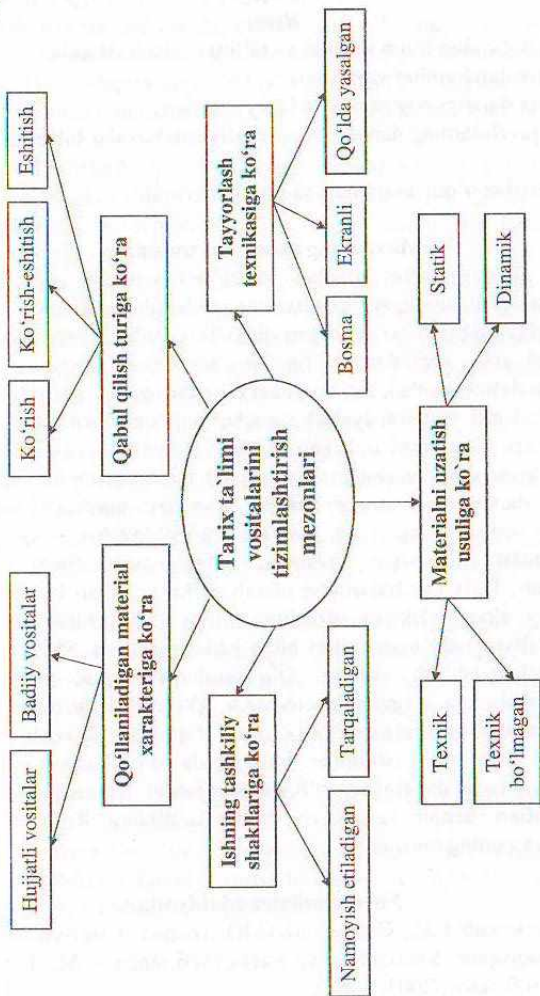 Hujjatli vositalar
Badiiy vositalar
Ko‘rish
Ko‘rish-eshitish
Eshitish
Qo‘llaniladigan material
xarakteriga ko‘ra
Qabul qilish turiga ko‘ra
Ishning tashkiliy
shakllariga ko‘ra
Tarix ta limi
vositalarini
tizimlashtirish
mezonlari
Tayyorlash
texnikasiga ko‘ra
Namoyish etiladigan
Tarqaladigan
Bosma
Ekranli
Qo‘lda yasalgan
Materialni uzatish
usuliga ko`ra
Texnik
Texnik
bo‘lmagan
Statik
Dinamik